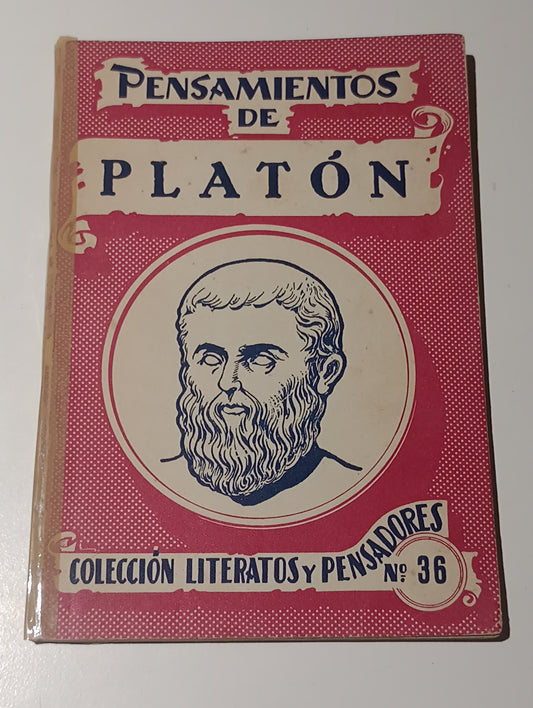 PENSAMIENTOS
DE
PLATÓN
COLECCIÓN LITERATOS y PENSADORES
Nº 36